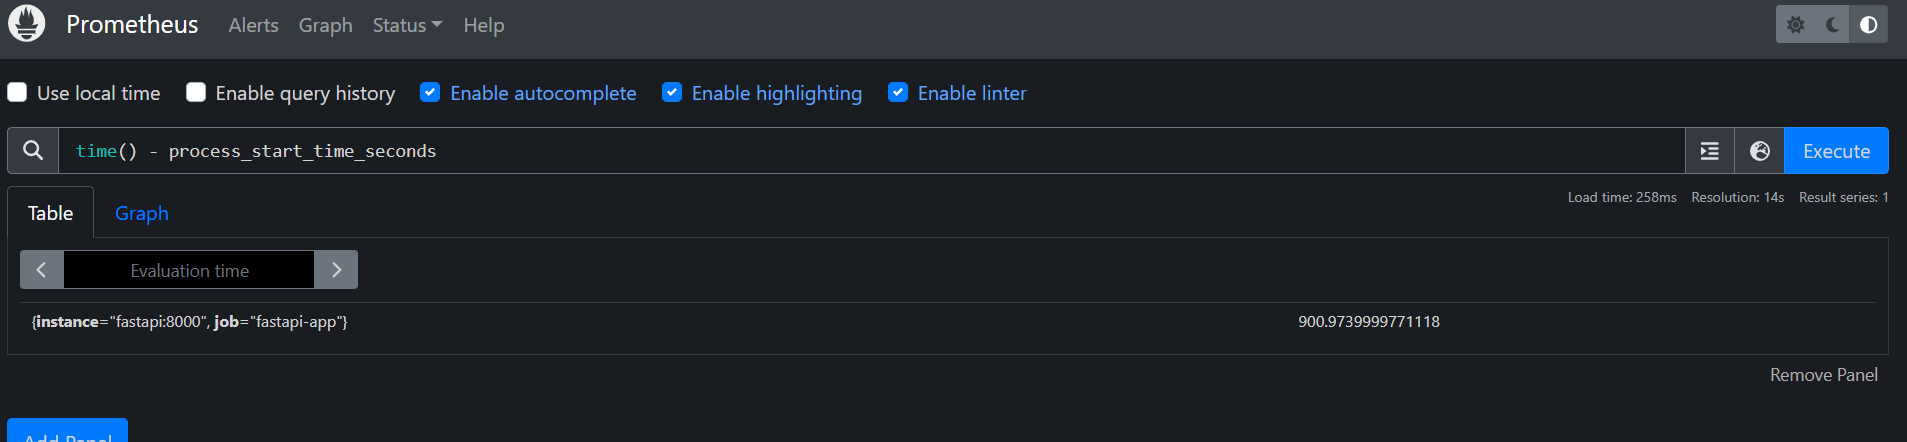 Prometheus Alerts Graph Status Help
Use local time Enable query history Enable autocomplete Enable highlighting Enable linter
time() - process_start_time_seconds Execute
Load time: 258ms Resolution: 14s Result series: 1
Table Graph
Evaluation time
{instance="fastapi:8000", job="fastapi-app"} 900.9739999771118
Remove Panel
Add Panel